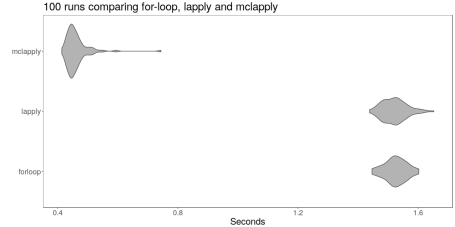 100 runs comparing for-loop, lapply and mclapply
mclapply
lapply
forloop
0.4 0.8 1.2 1.6
Seconds